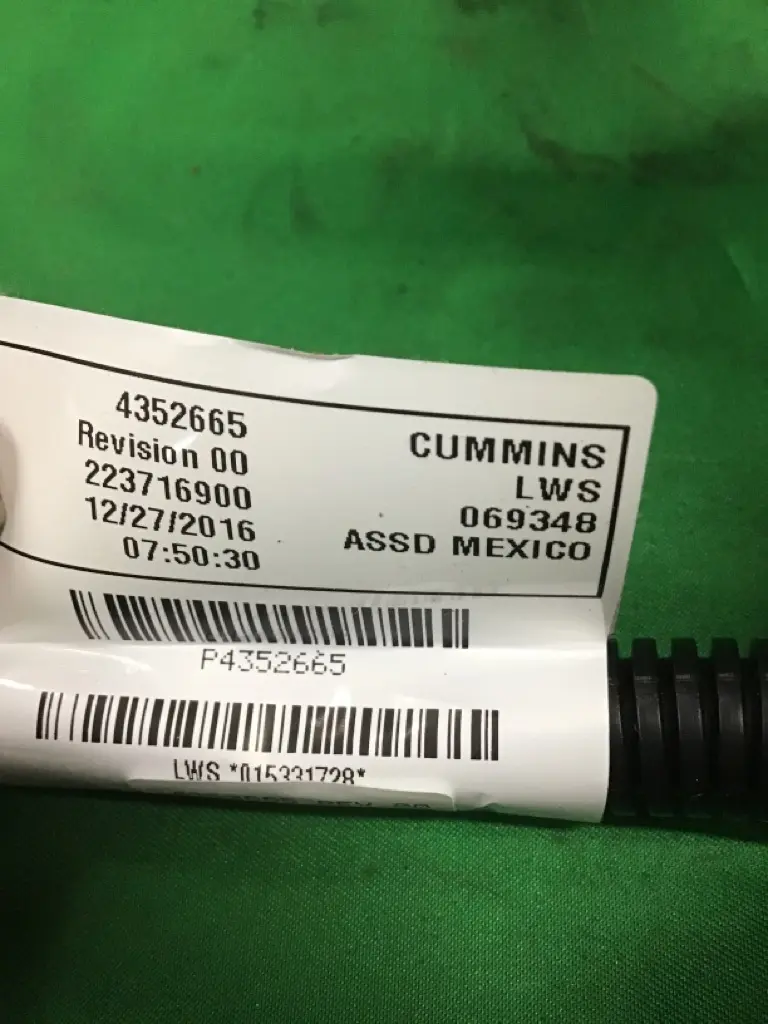 4352665
Revision 00
223716900
12/27/2016
07:50:30
CUMMINS
LWS
069348
ASSD MEXICO
P4352665
LWS *015331728*